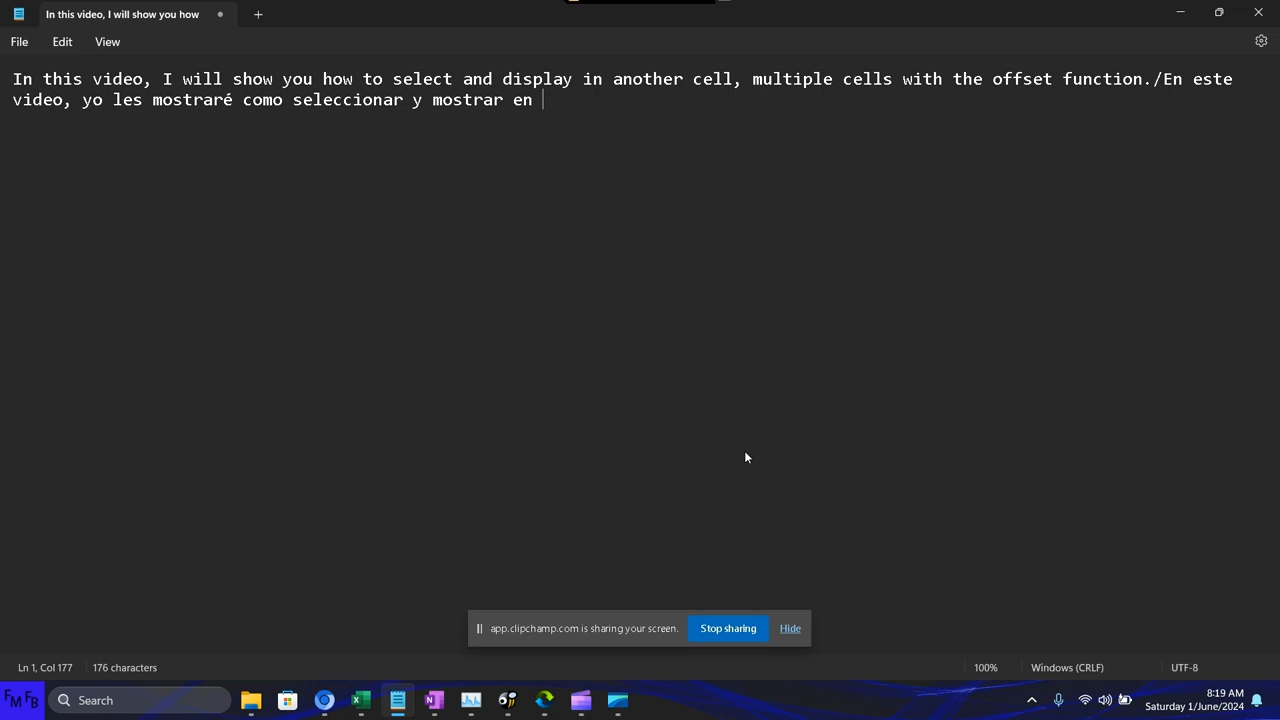 In this video, I will show you how
File
Edit
View
In this video, I will show you how to select and display in another cell, multiple cells with the offset function./En este
video, yo les mostraré como seleccionar y mostrar en
app.clipchamp.com is sharing your screen.
Stop sharing
Hide
Ln 1, Col 177
176 characters
100%
Windows (CRLF)
UTF-8
FM FB
Search
8:19 AM
Saturday 1/June/2024